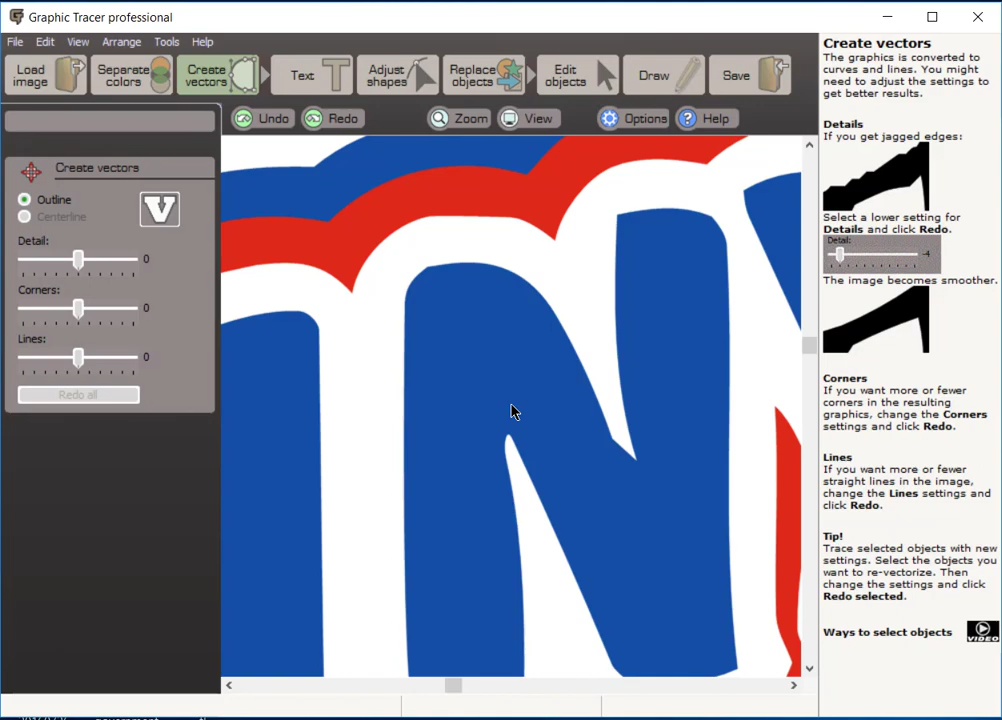 Graphic Tracer professional
File Edit View Arrange Tools Help
Load image
Separate colors
Create vectors
Text
Adjust shapes
Replace objects
Edit objects
Draw
Save
Undo Redo Zoom View Options Help
Create vectors
Outline
Centerline
V
Detail:
0
Corners:
0
Lines:
0
Redo all
N
Create vectors
The graphics is converted to
curves and lines. You might
need to adjust the settings to
get better results.
Details
If you get jagged edges:
Select a lower setting for
Details and click Redo.
Detail:
-4
The image becomes smoother.
Corners
If you want more or fewer
corners in the resulting
graphics, change the Corners
settings and click Redo.
Lines
If you want more or fewer
straight lines in the image,
change the Lines settings and
click Redo.
Tip!
Trace selected objects with new
settings. Select the objects you
want to re-vectorize. Then
change the settings and click
Redo selected.
Ways to select objects
VIDEO